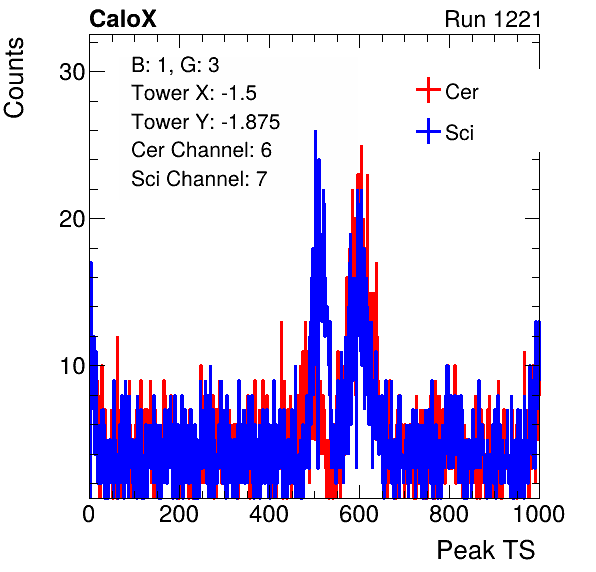 CaloX Run 1221
Counts
B: 1, G: 3
Tower X: -1.5
Tower Y: -1.875
Cer Channel: 6
Sci Channel: 7
Cer
Sci
30
20
10
0 200 400 600 800 1000
Peak TS